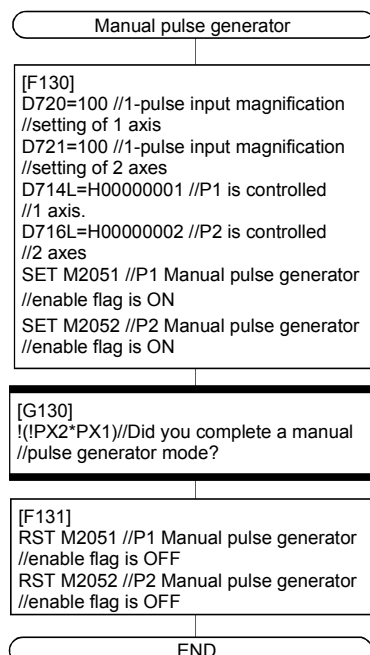 Manual pulse generator
[F130]
D720=100 //1-pulse input magnification
//setting of 1 axis
D721=100 //1-pulse input magnification
//setting of 2 axes
D714L=H00000001 //P1 is controlled
//1 axis.
D716L=H00000002 //P2 is controlled
//2 axes
SET M2051 //P1 Manual pulse generator
//enable flag is ON
SET M2052 //P2 Manual pulse generator
//enable flag is ON
[G130]
!(!PX2*PX1)//Did you complete a manual
//pulse generator mode?
[F131]
RST M2051 //P1 Manual pulse generator
//enable flag is OFF
RST M2052 //P2 Manual pulse generator
//enable flag is OFF
END